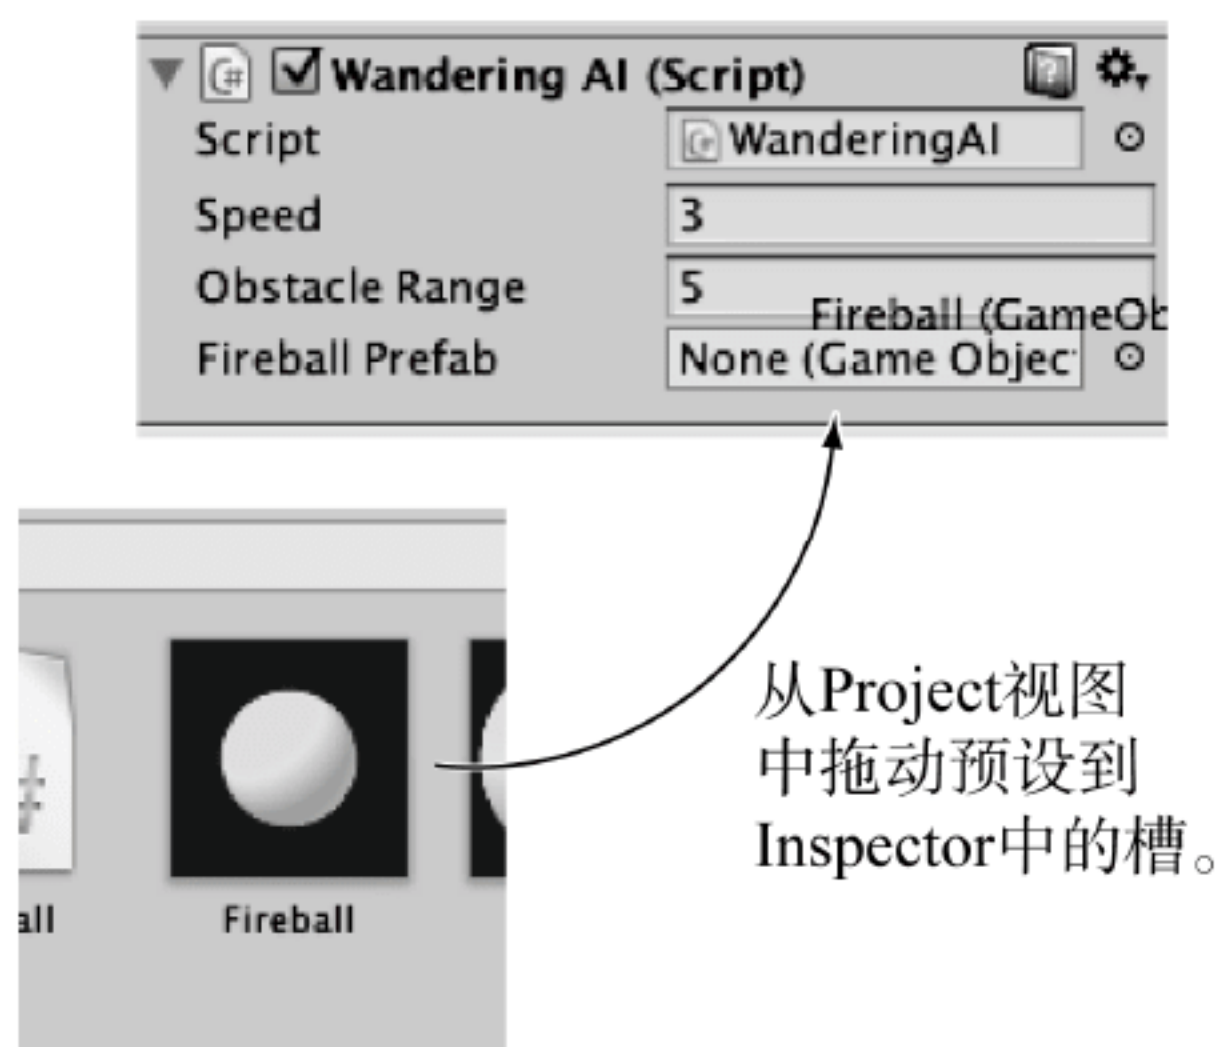 Wandering AI (Script)
Script WanderingAI
Speed 3
Obstacle Range 5
Fireball (GameOb
Fireball Prefab None (Game Objec
从Project视图
中拖动预设到
Inspector中的槽。
#
all Fireball